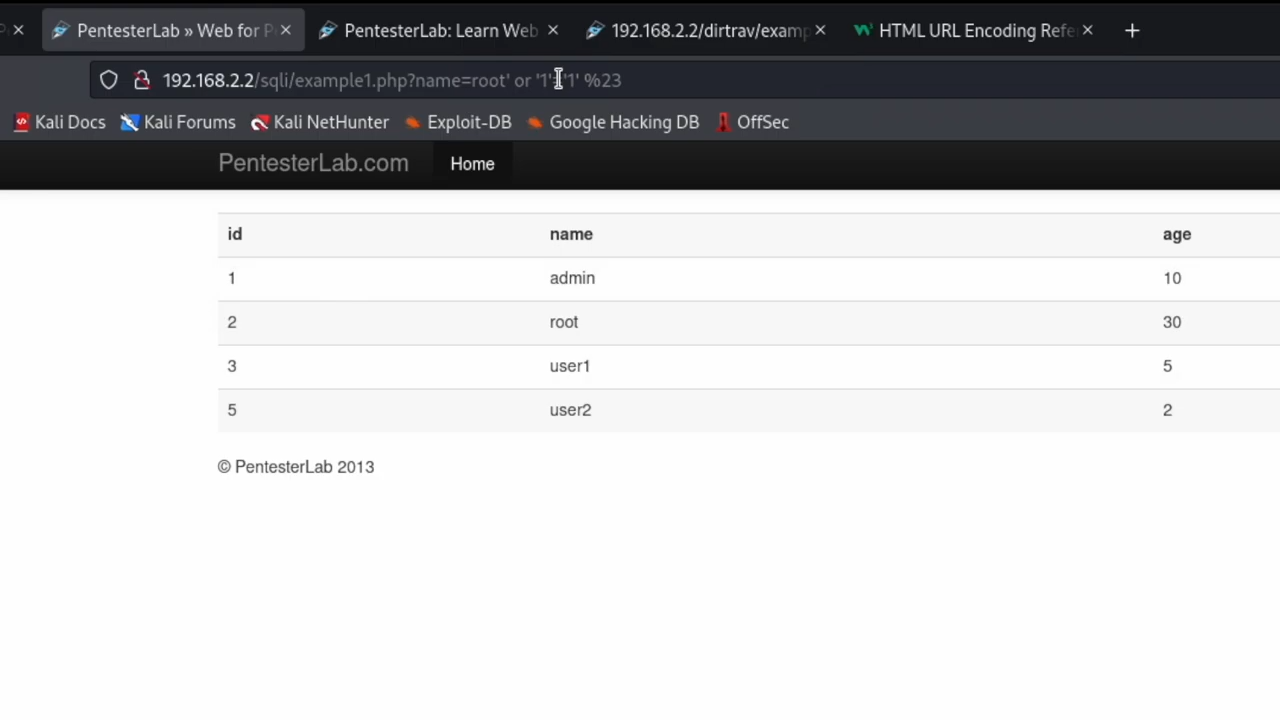 PentesterLab » Web for P PentesterLab: Learn Web 192.168.2.2/dirtrav/examp HTML URL Encoding Refe
192.168.2.2/sqli/example1.php?name=root' or '1'='1' %23
Kali Docs Kali Forums Kali NetHunter Exploit-DB Google Hacking DB OffSec
PentesterLab.com Home
id name age
1 admin 10
2 root 30
3 user1 5
5 user2 2
© PentesterLab 2013